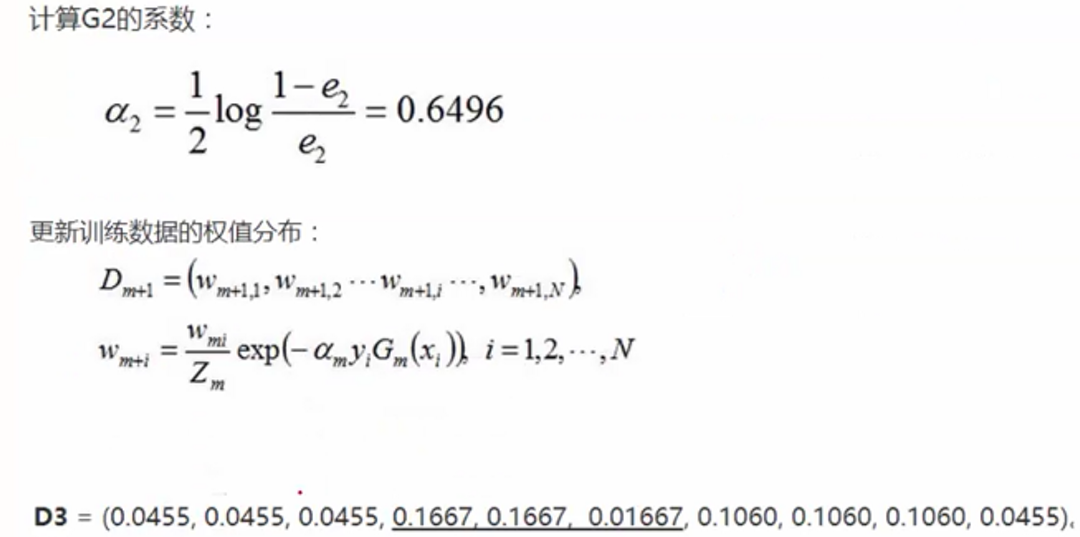 计算G2的系数：
α₂ = 1/2 log (1−e₂)/e₂ = 0.6496
更新训练数据的权值分布：
D_{m+1} = (w_{m+1,1}, w_{m+1,2} ⋯ w_{m+1,i} ⋯, w_{m+1,N}),
w_{m+i} = w_{mi}/Z_m exp(−α_m y_i G_m(x_i)), i = 1,2,⋯,N
D3 = (0.0455, 0.0455, 0.0455, 0.1667, 0.1667, 0.01667, 0.1060, 0.1060, 0.1060, 0.0455)。